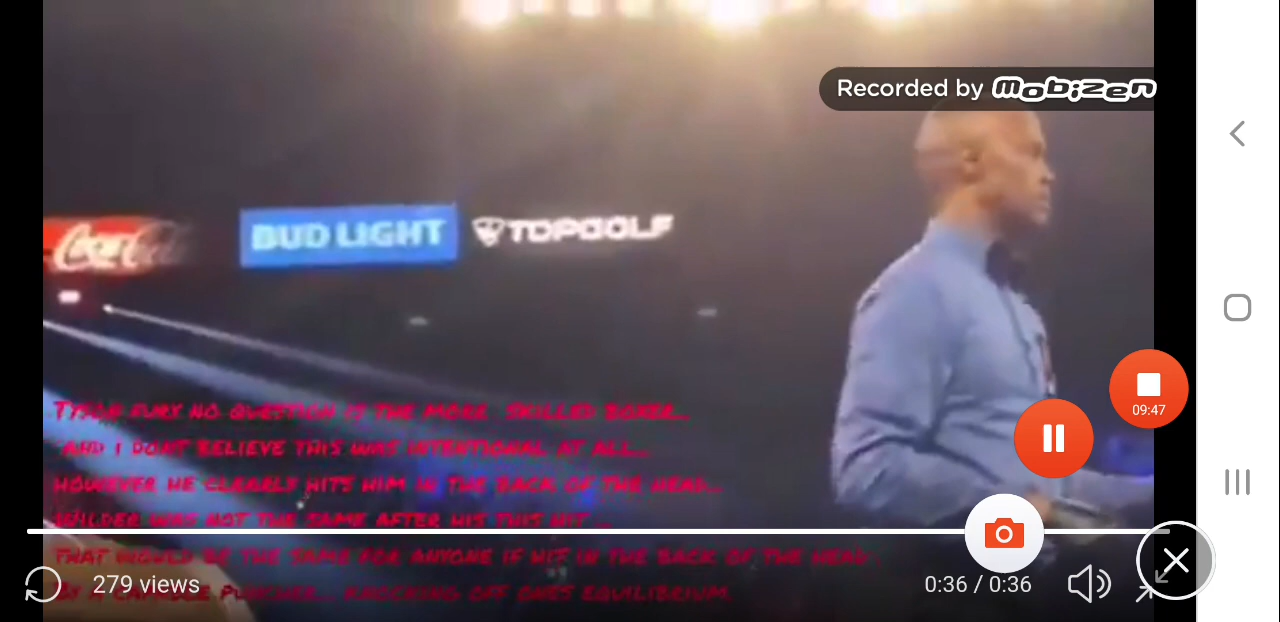 Recorded by mobizen
Coca-Cola
BUD LIGHT
TOPGOLF
TYSON FURY NO QUESTION IS THE MORE SKILLED BOXER...
AND I DONT BELIEVE THIS WAS INTENTIONAL AT ALL...
HOWEVER HE CLEARLY HITS HIM IN THE BACK OF THE HEAD...
WILDER WAS NOT THE SAME AFTER HIS THIS HIT ...
THAT WOULD BE THE SAME FOR ANYONE IF HIT IN THE BACK OF THE HEAD.
BY A CAPABLE PUNCHER... KNOCKING OFF ONES EQUILIBRIUM.
09:47
279 views
0:36 / 0:36